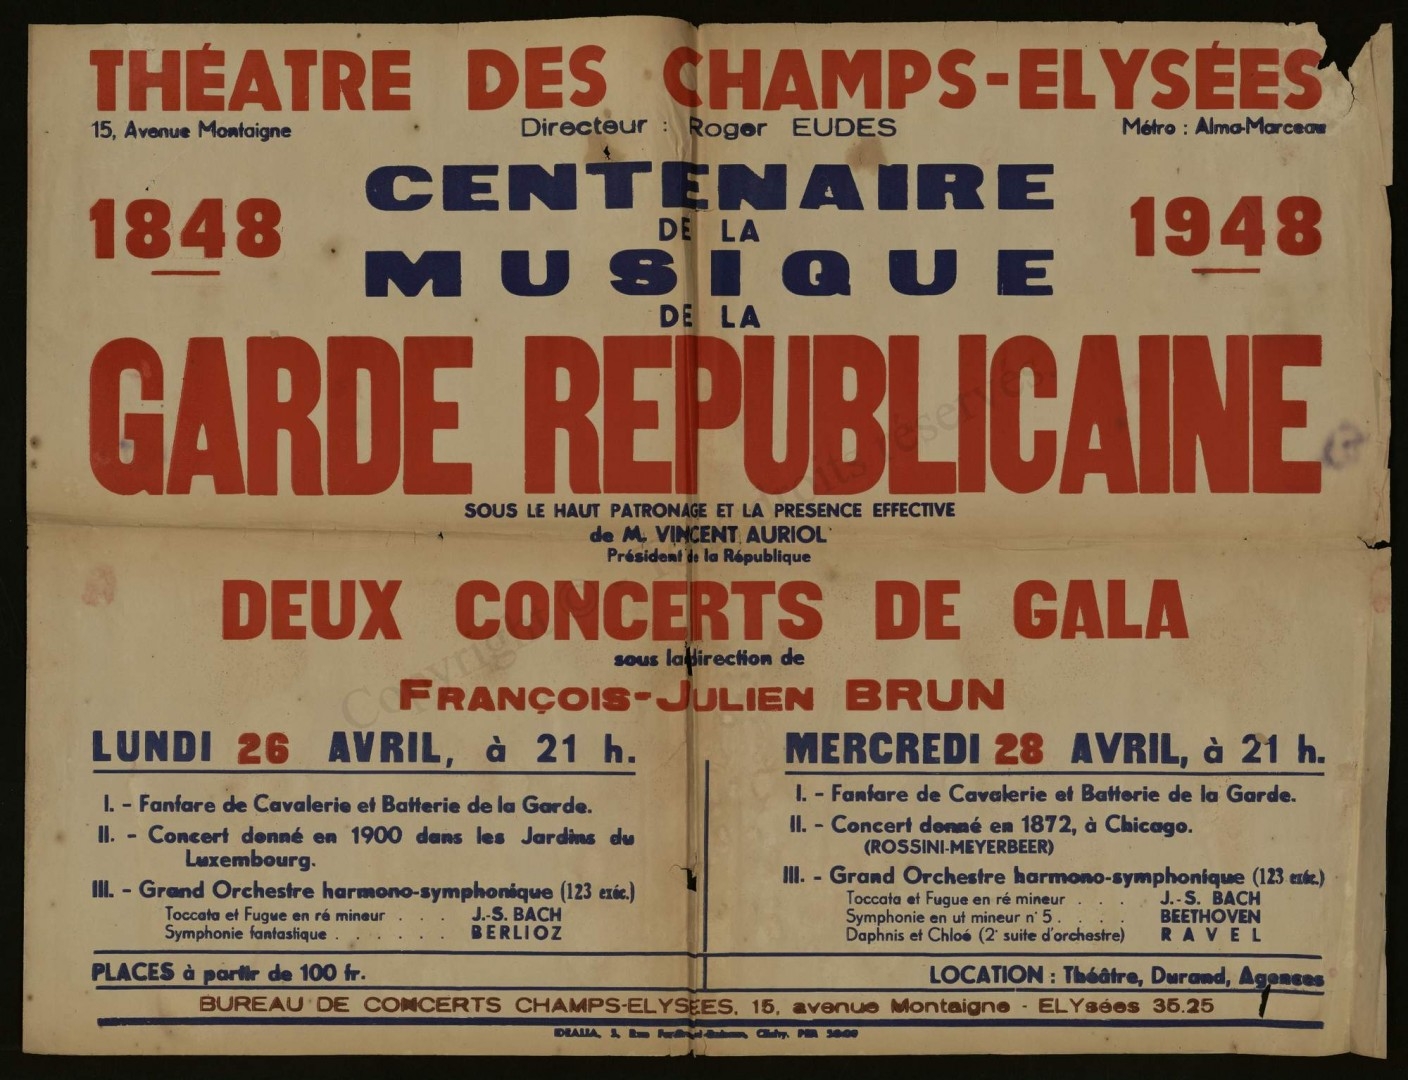 THÉATRE DES CHAMPS-ELYSÉES
15, Avenue Montaigne
Directeur : Roger EUDES
Métro : Alma-Marceau
1848
CENTENAIRE
DE LA
MUSIQUE
DE LA
1948
GARDE REPUBLICAINE
SOUS LE HAUT PATRONAGE ET LA PRESENCE EFFECTIVE
de M. VINCENT AURIOL
Président de la République
DEUX CONCERTS DE GALA
sous la direction de
FRANÇOIS-JULIEN BRUN
LUNDI 26 AVRIL, à 21 h.
I. - Fanfare de Cavalerie et Batterie de la Garde.
II. - Concert donné en 1900 dans les Jardins du
Luxembourg.
III. - Grand Orchestre harmono-symphonique (123 exéc.)
Toccata et Fugue en ré mineur . . . . J.-S. BACH
Symphonie fantastique . . . . . . . BERLIOZ
MERCREDI 28 AVRIL, à 21 h.
I. - Fanfare de Cavalerie et Batterie de la Garde.
II. - Concert donné en 1872, à Chicago.
(ROSSINI-MEYERBEER)
III. - Grand Orchestre harmono-symphonique (123 exéc.)
Toccata et Fugue en ré mineur . . . . J.-S. BACH
Symphonie en ut mineur n° 5 . . . . . BEETHOVEN
Daphnis et Chloé (2e suite d'orchestre) RAVEL
PLACES à partir de 100 fr.
LOCATION : Théâtre, Durand, Agences
BUREAU DE CONCERTS CHAMPS-ELYSEES, 15, avenue Montaigne - ELYsées 35.25
IDEALIA, 5, Rue Clichy.
Copyright © droits réservés